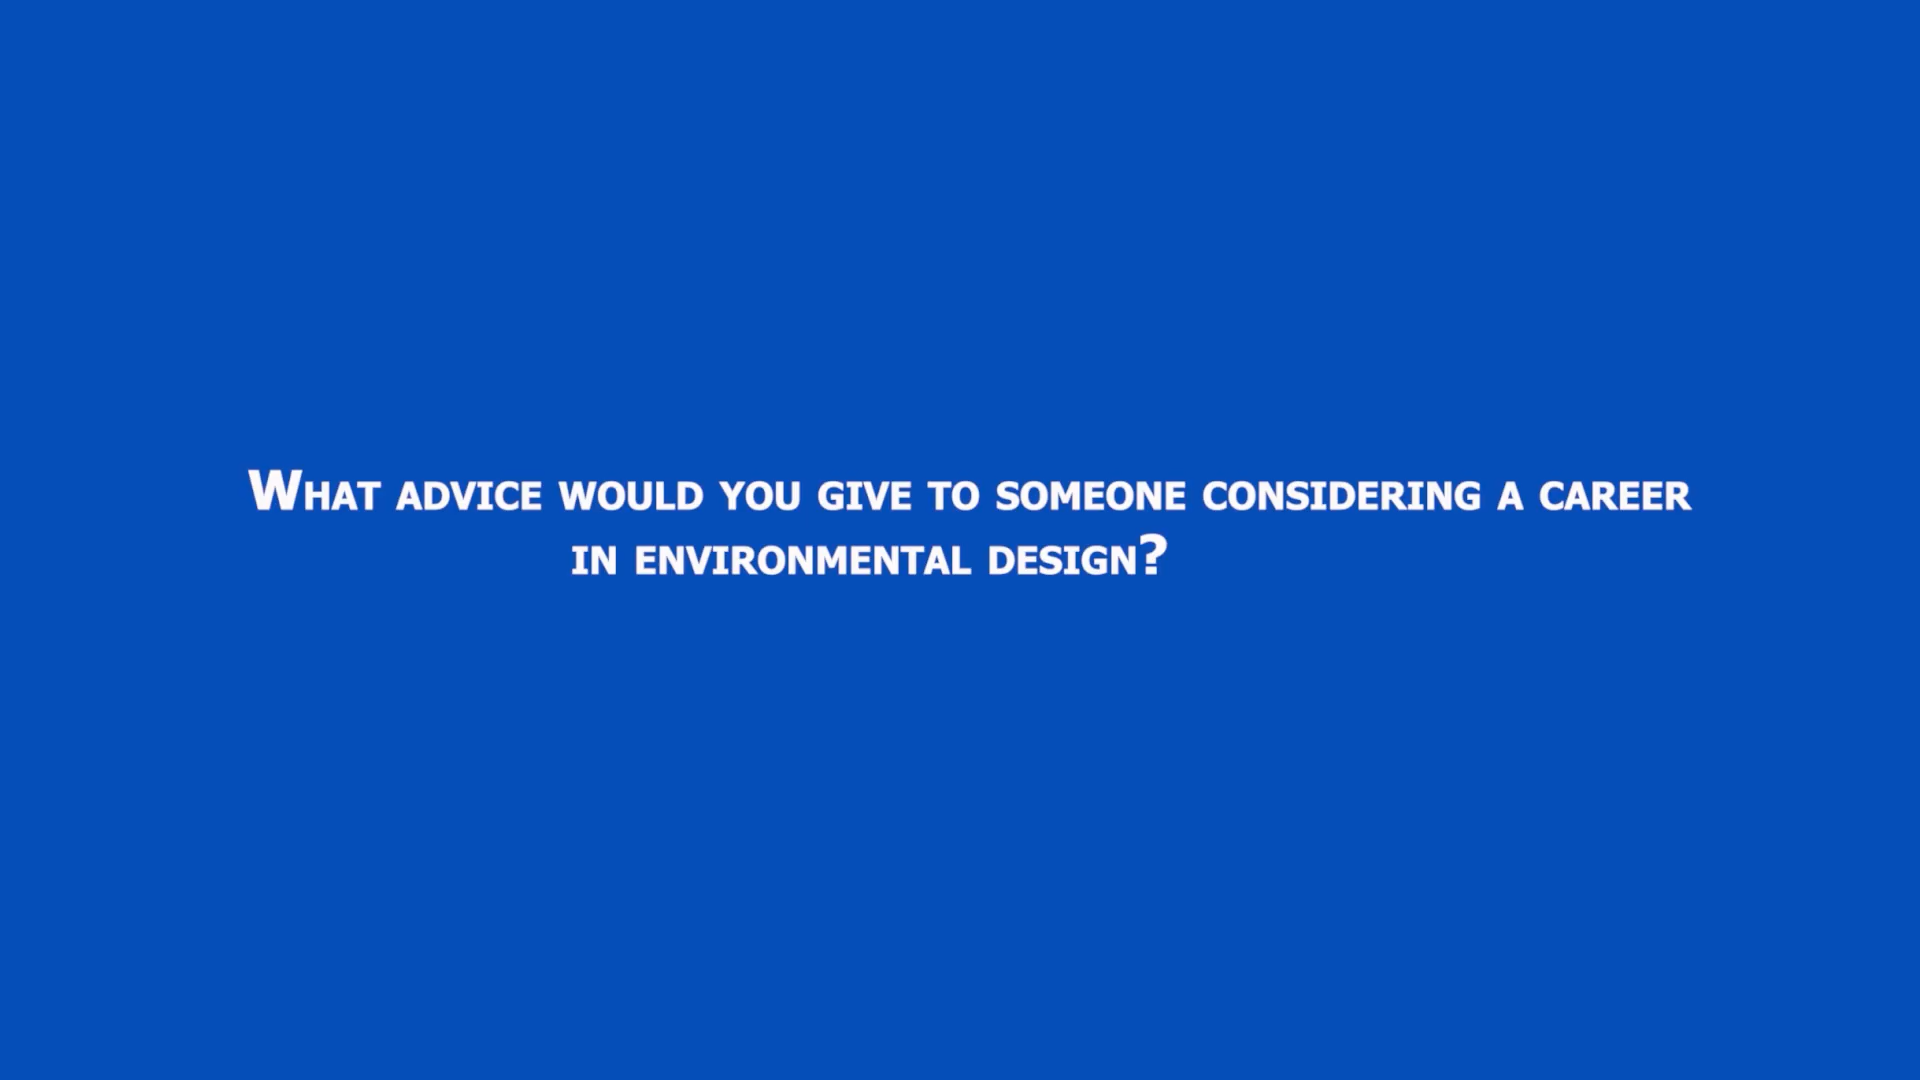 What advice would you give to someone considering a career
in environmental design?